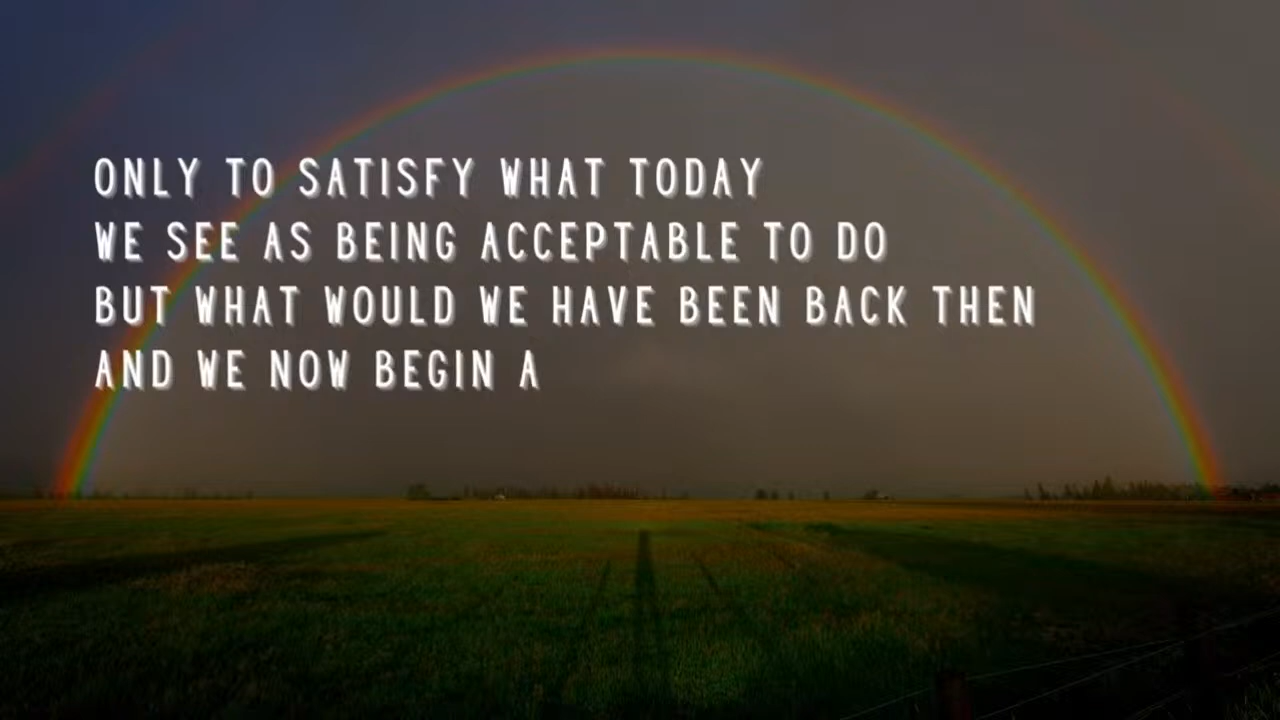 ONLY TO SATISFY WHAT TODAY
WE SEE AS BEING ACCEPTABLE TO DO
BUT WHAT WOULD WE HAVE BEEN BACK THEN
AND WE NOW BEGIN A